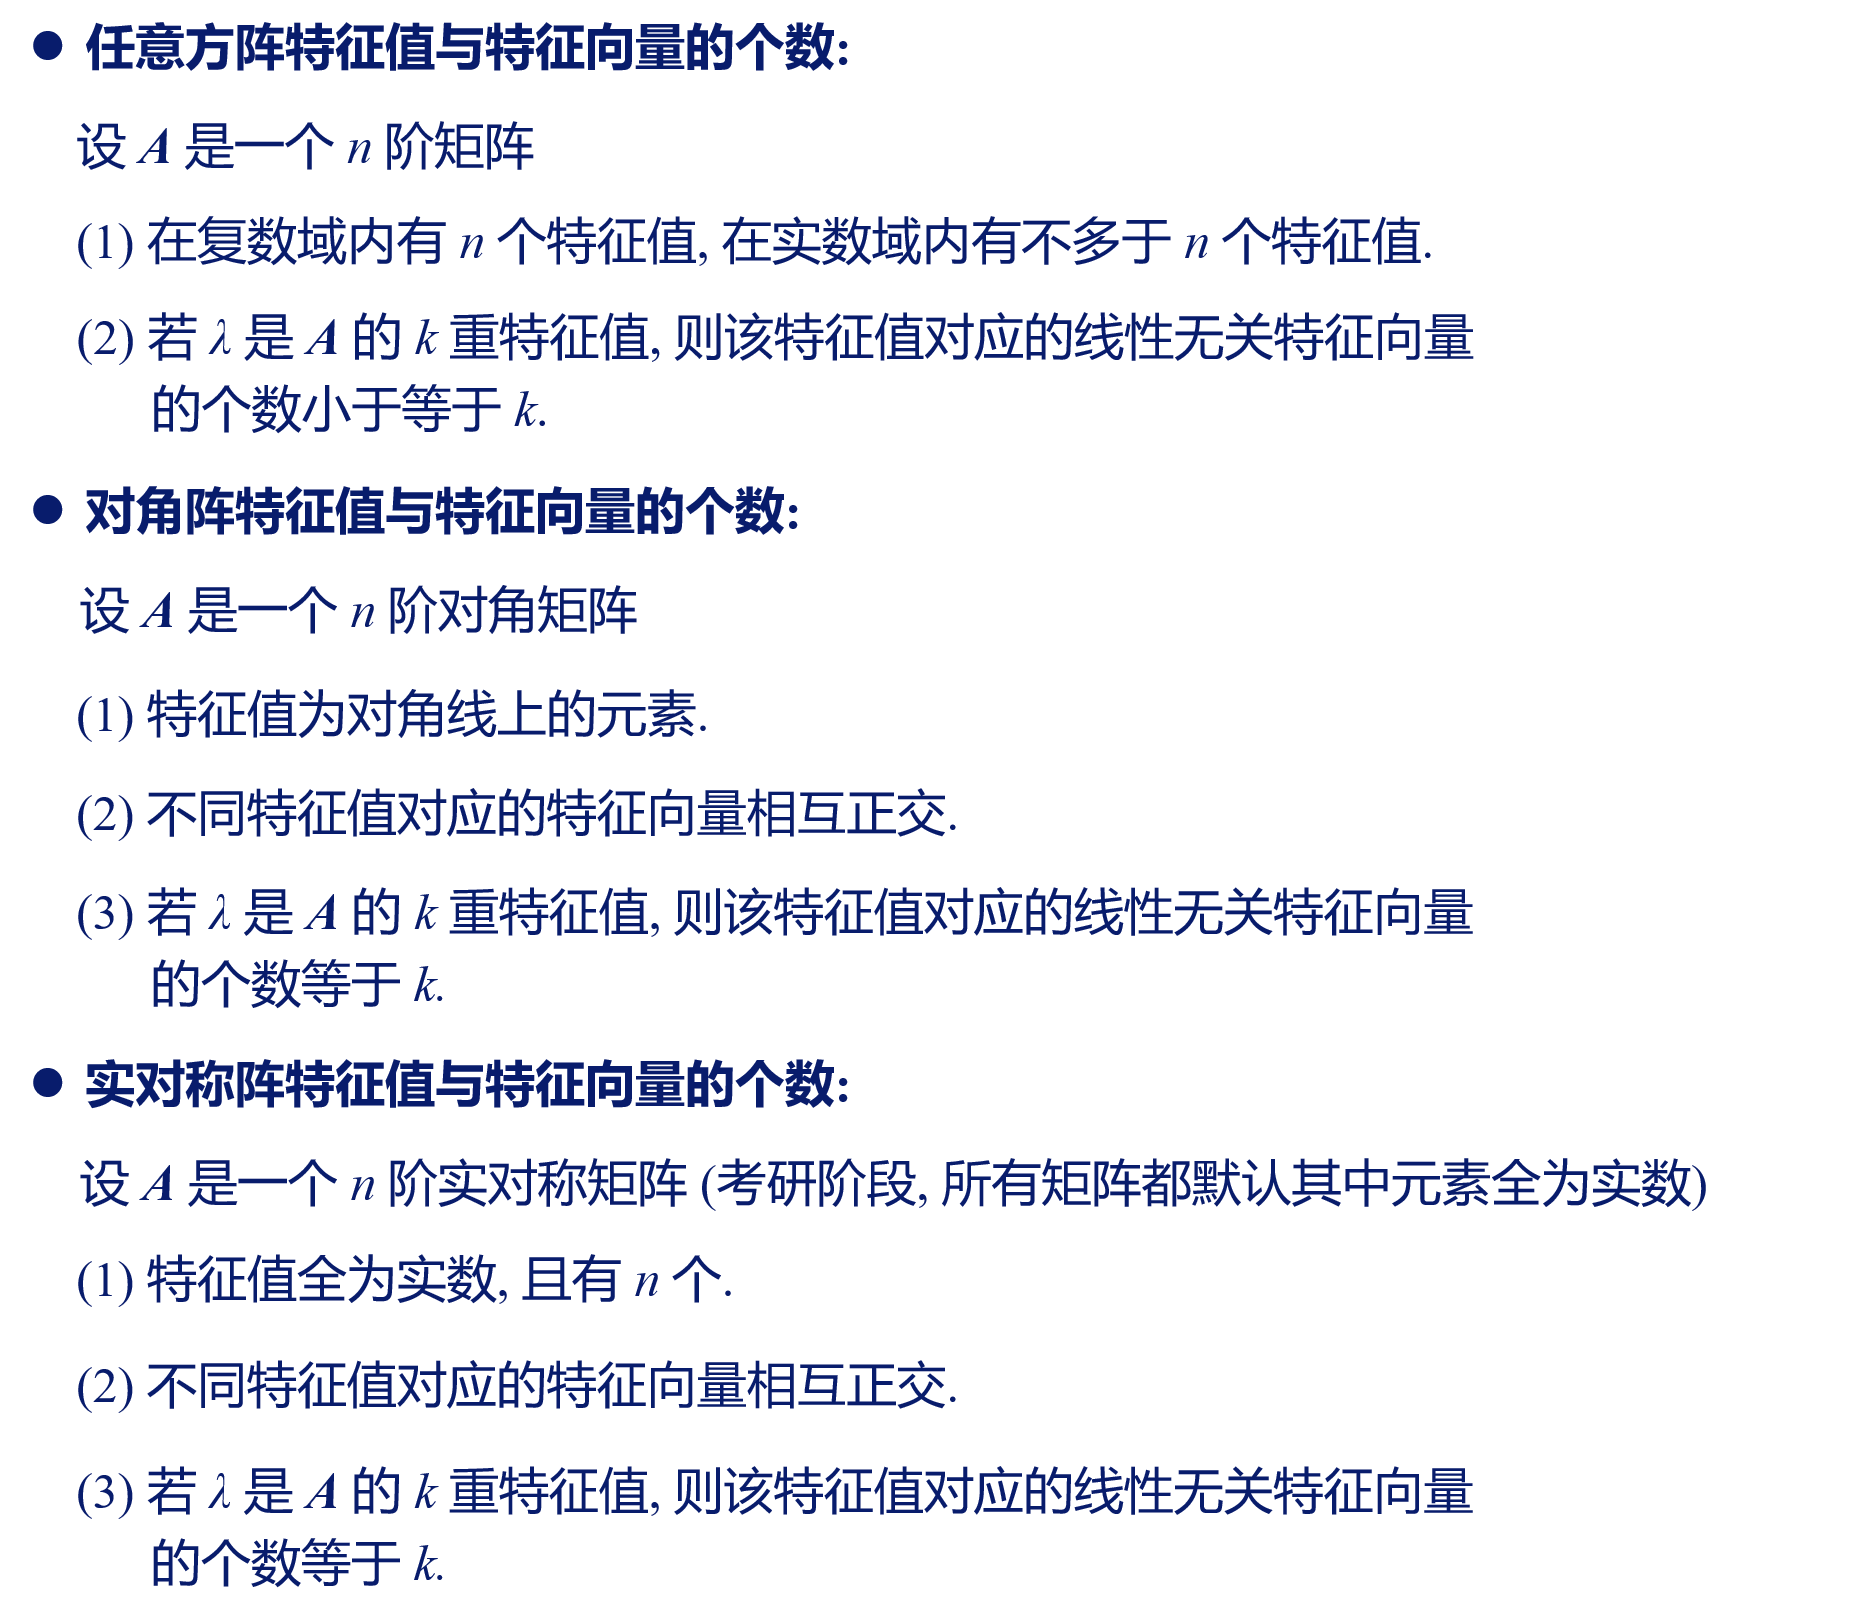 ● 任意方阵特征值与特征向量的个数:
设 A 是一个 n 阶矩阵
(1) 在复数域内有 n 个特征值, 在实数域内有不多于 n 个特征值.
(2) 若 λ 是 A 的 k 重特征值, 则该特征值对应的线性无关特征向量
的个数小于等于 k.
● 对角阵特征值与特征向量的个数:
设 A 是一个 n 阶对角矩阵
(1) 特征值为对角线上的元素.
(2) 不同特征值对应的特征向量相互正交.
(3) 若 λ 是 A 的 k 重特征值, 则该特征值对应的线性无关特征向量
的个数等于 k.
● 实对称阵特征值与特征向量的个数:
设 A 是一个 n 阶实对称矩阵 (考研阶段, 所有矩阵都默认其中元素全为实数)
(1) 特征值全为实数, 且有 n 个.
(2) 不同特征值对应的特征向量相互正交.
(3) 若 λ 是 A 的 k 重特征值, 则该特征值对应的线性无关特征向量
的个数等于 k.